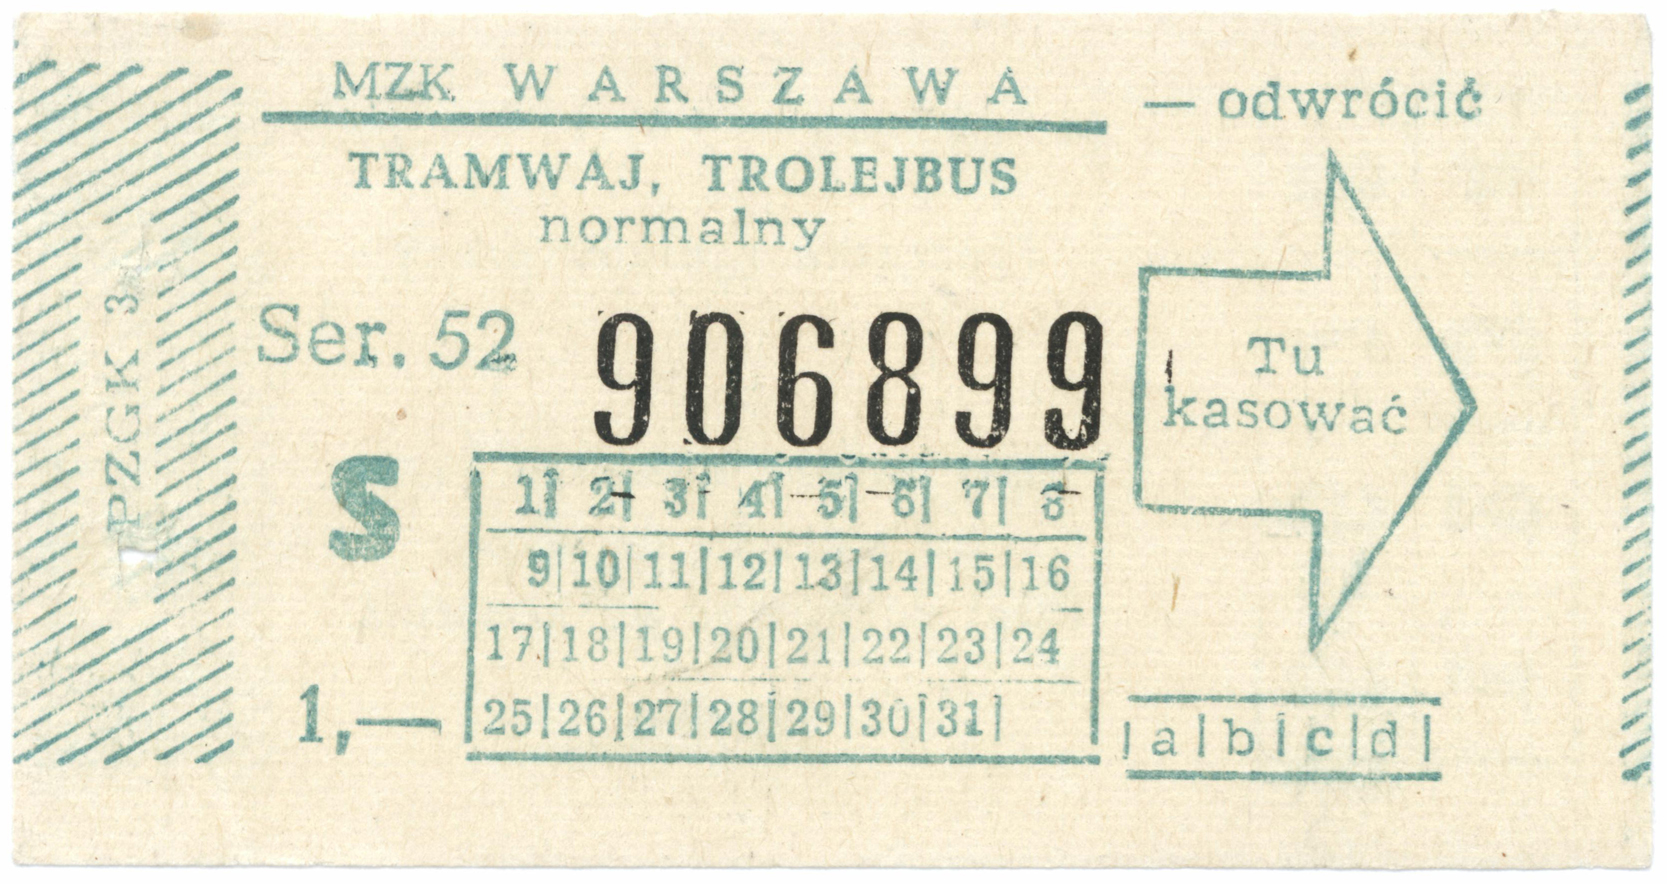 MZK WARSZAWA
— odwrócić
TRAMWAJ, TROLEJBUS
normalny
PZGK 3
Ser. 52 906899
Tu
kasować
S
1|2|3|4|5|6|7|8
9|10|11|12|13|14|15|16
17|18|19|20|21|22|23|24
25|26|27|28|29|30|31|
1,—
|a|b|c|d|